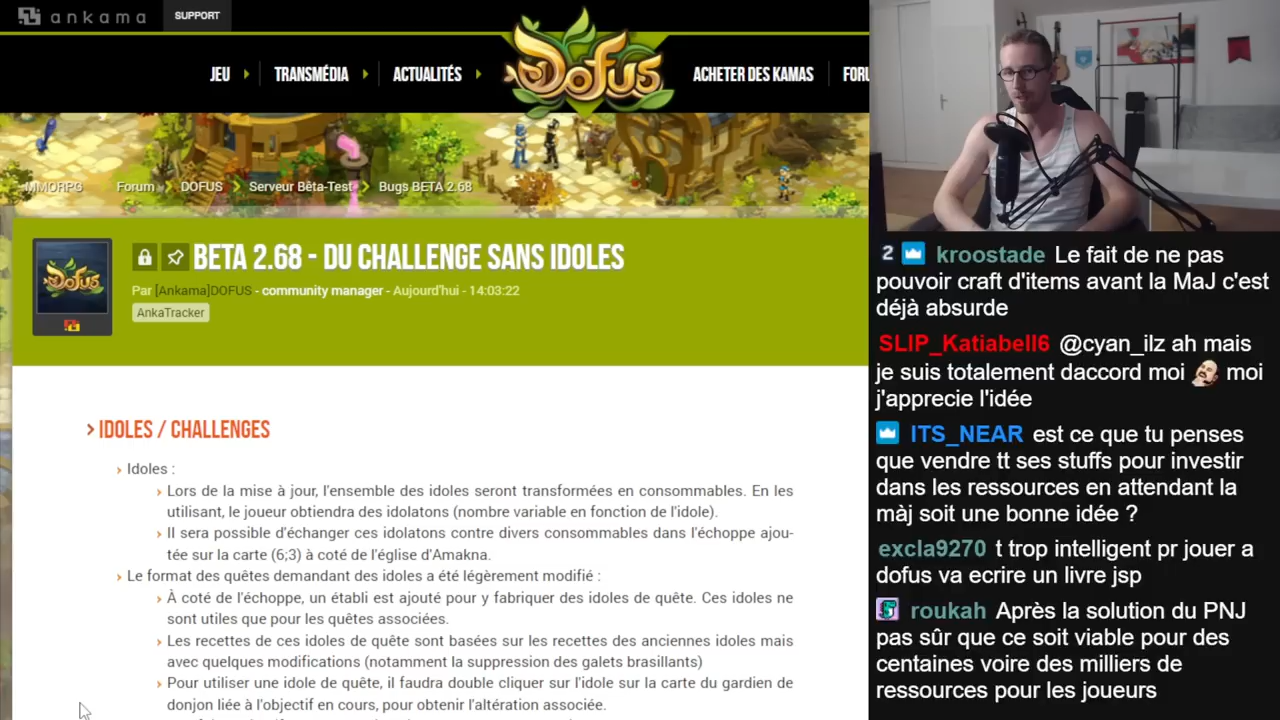 ankama
SUPPORT
JEU
TRANSMÉDIA
ACTUALITÉS
DOFUS
ACHETER DES KAMAS
FORU
MMORPG
Forum
DOFUS
Serveur Bêta-Test
Bugs BETA 2.68
DOFUS
BETA 2.68 - DU CHALLENGE SANS IDOLES
Par [Ankama]DOFUS - community manager - Aujourd'hui - 14:03:22
AnkaTracker
IDOLES / CHALLENGES
Idoles :
Lors de la mise à jour, l'ensemble des idoles seront transformées en consommables. En les
utilisant, le joueur obtiendra des idolatons (nombre variable en fonction de l'idole).
Il sera possible d'échanger ces idolatons contre divers consommables dans l'échoppe ajou-
tée sur la carte (6;3) à coté de l'église d'Amakna.
Le format des quêtes demandant des idoles a été légèrement modifié :
À coté de l'échoppe, un établi est ajouté pour y fabriquer des idoles de quête. Ces idoles ne
sont utiles que pour les quêtes associées.
Les recettes de ces idoles de quête sont basées sur les recettes des anciennes idoles mais
avec quelques modifications (notamment la suppression des galets brasillants)
Pour utiliser une idole de quête, il faudra double cliquer sur l'idole sur la carte du gardien de
donjon liée à l'objectif en cours, pour obtenir l'altération associée.
2 kroostade Le fait de ne pas
pouvoir craft d'items avant la MaJ c'est
déjà absurde
SLIP_Katiabell6 @cyan_ilz ah mais
je suis totalement daccord moi moi
j'apprecie l'idée
ITS_NEAR est ce que tu penses
que vendre tt ses stuffs pour investir
dans les ressources en attendant la
màj soit une bonne idée ?
excla9270 t trop intelligent pr jouer a
dofus va ecrire un livre jsp
roukah Après la solution du PNJ
pas sûr que ce soit viable pour des
centaines voire des milliers de
ressources pour les joueurs